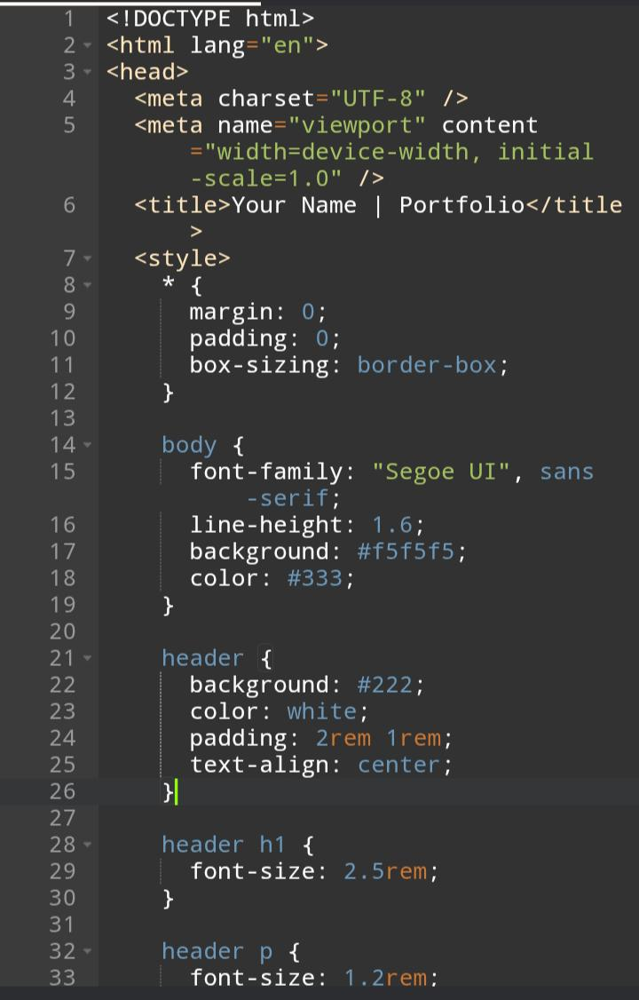 1 <!DOCTYPE html>
2 <html lang="en">
3 <head>
4 <meta charset="UTF-8" />
5 <meta name="viewport" content
="width=device-width, initial
-scale=1.0" />
6 <title>Your Name | Portfolio</title
>
7 <style>
8 * {
9 margin: 0;
10 padding: 0;
11 box-sizing: border-box;
12 }
13
14 body {
15 font-family: "Segoe UI", sans
-serif;
16 line-height: 1.6;
17 background: #f5f5f5;
18 color: #333;
19 }
20
21 header {
22 background: #222;
23 color: white;
24 padding: 2rem 1rem;
25 text-align: center;
26 }
27
28 header h1 {
29 font-size: 2.5rem;
30 }
31
32 header p {
33 font-size: 1.2rem;